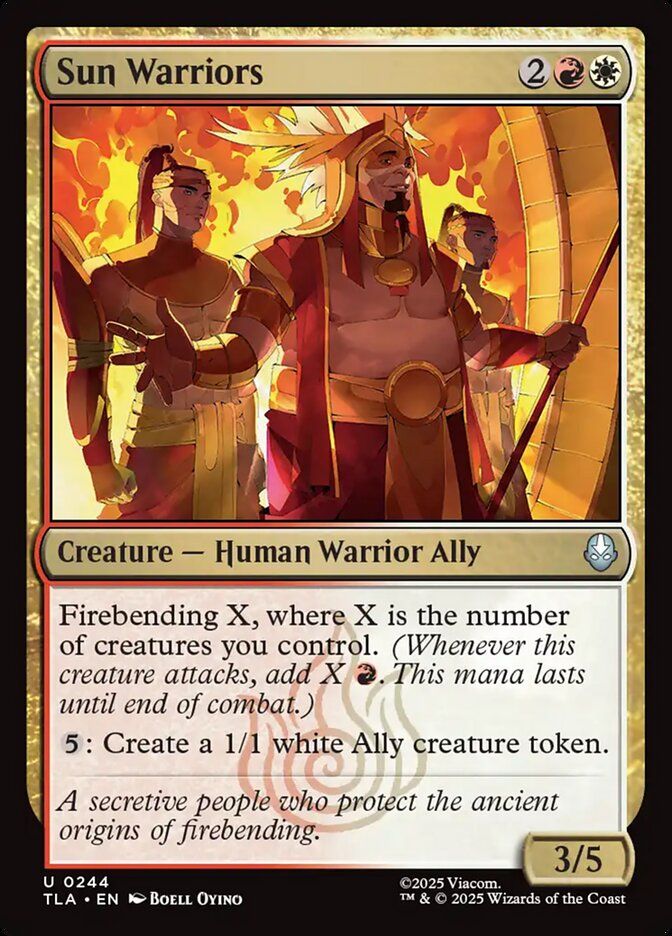 Sun Warriors 2
Creature — Human Warrior Ally
Firebending X, where X is the number
of creatures you control. (Whenever this
creature attacks, add X . This mana lasts
until end of combat.)
5: Create a 1/1 white Ally creature token.
A secretive people who protect the ancient
origins of firebending.
3/5
U 0244
TLA • EN Boell Oyino
©2025 Viacom.
™ & © 2025 Wizards of the Coast